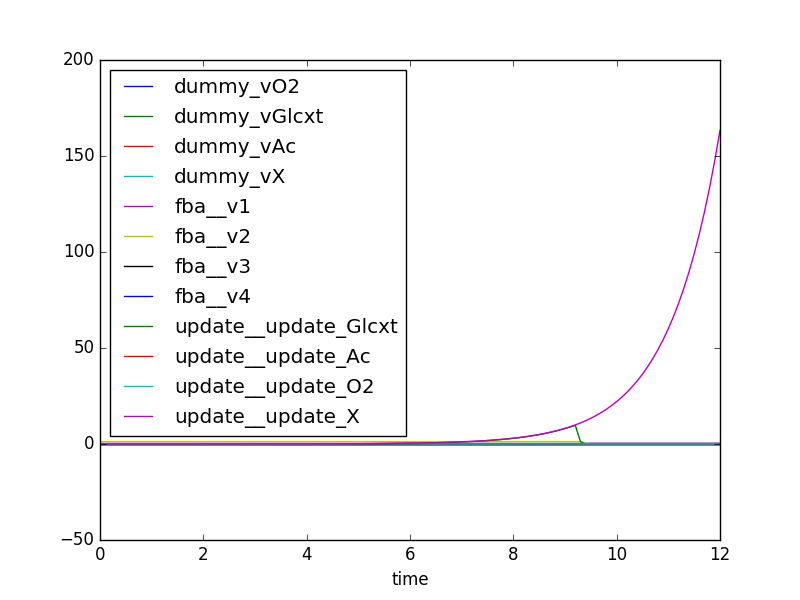 200
150
100
50
0
−50
dummy_vO2
dummy_vGlcxt
dummy_vAc
dummy_vX
fba__v1
fba__v2
fba__v3
fba__v4
update__update_Glcxt
update__update_Ac
update__update_O2
update__update_X
0 2 4 6 8 10 12
time